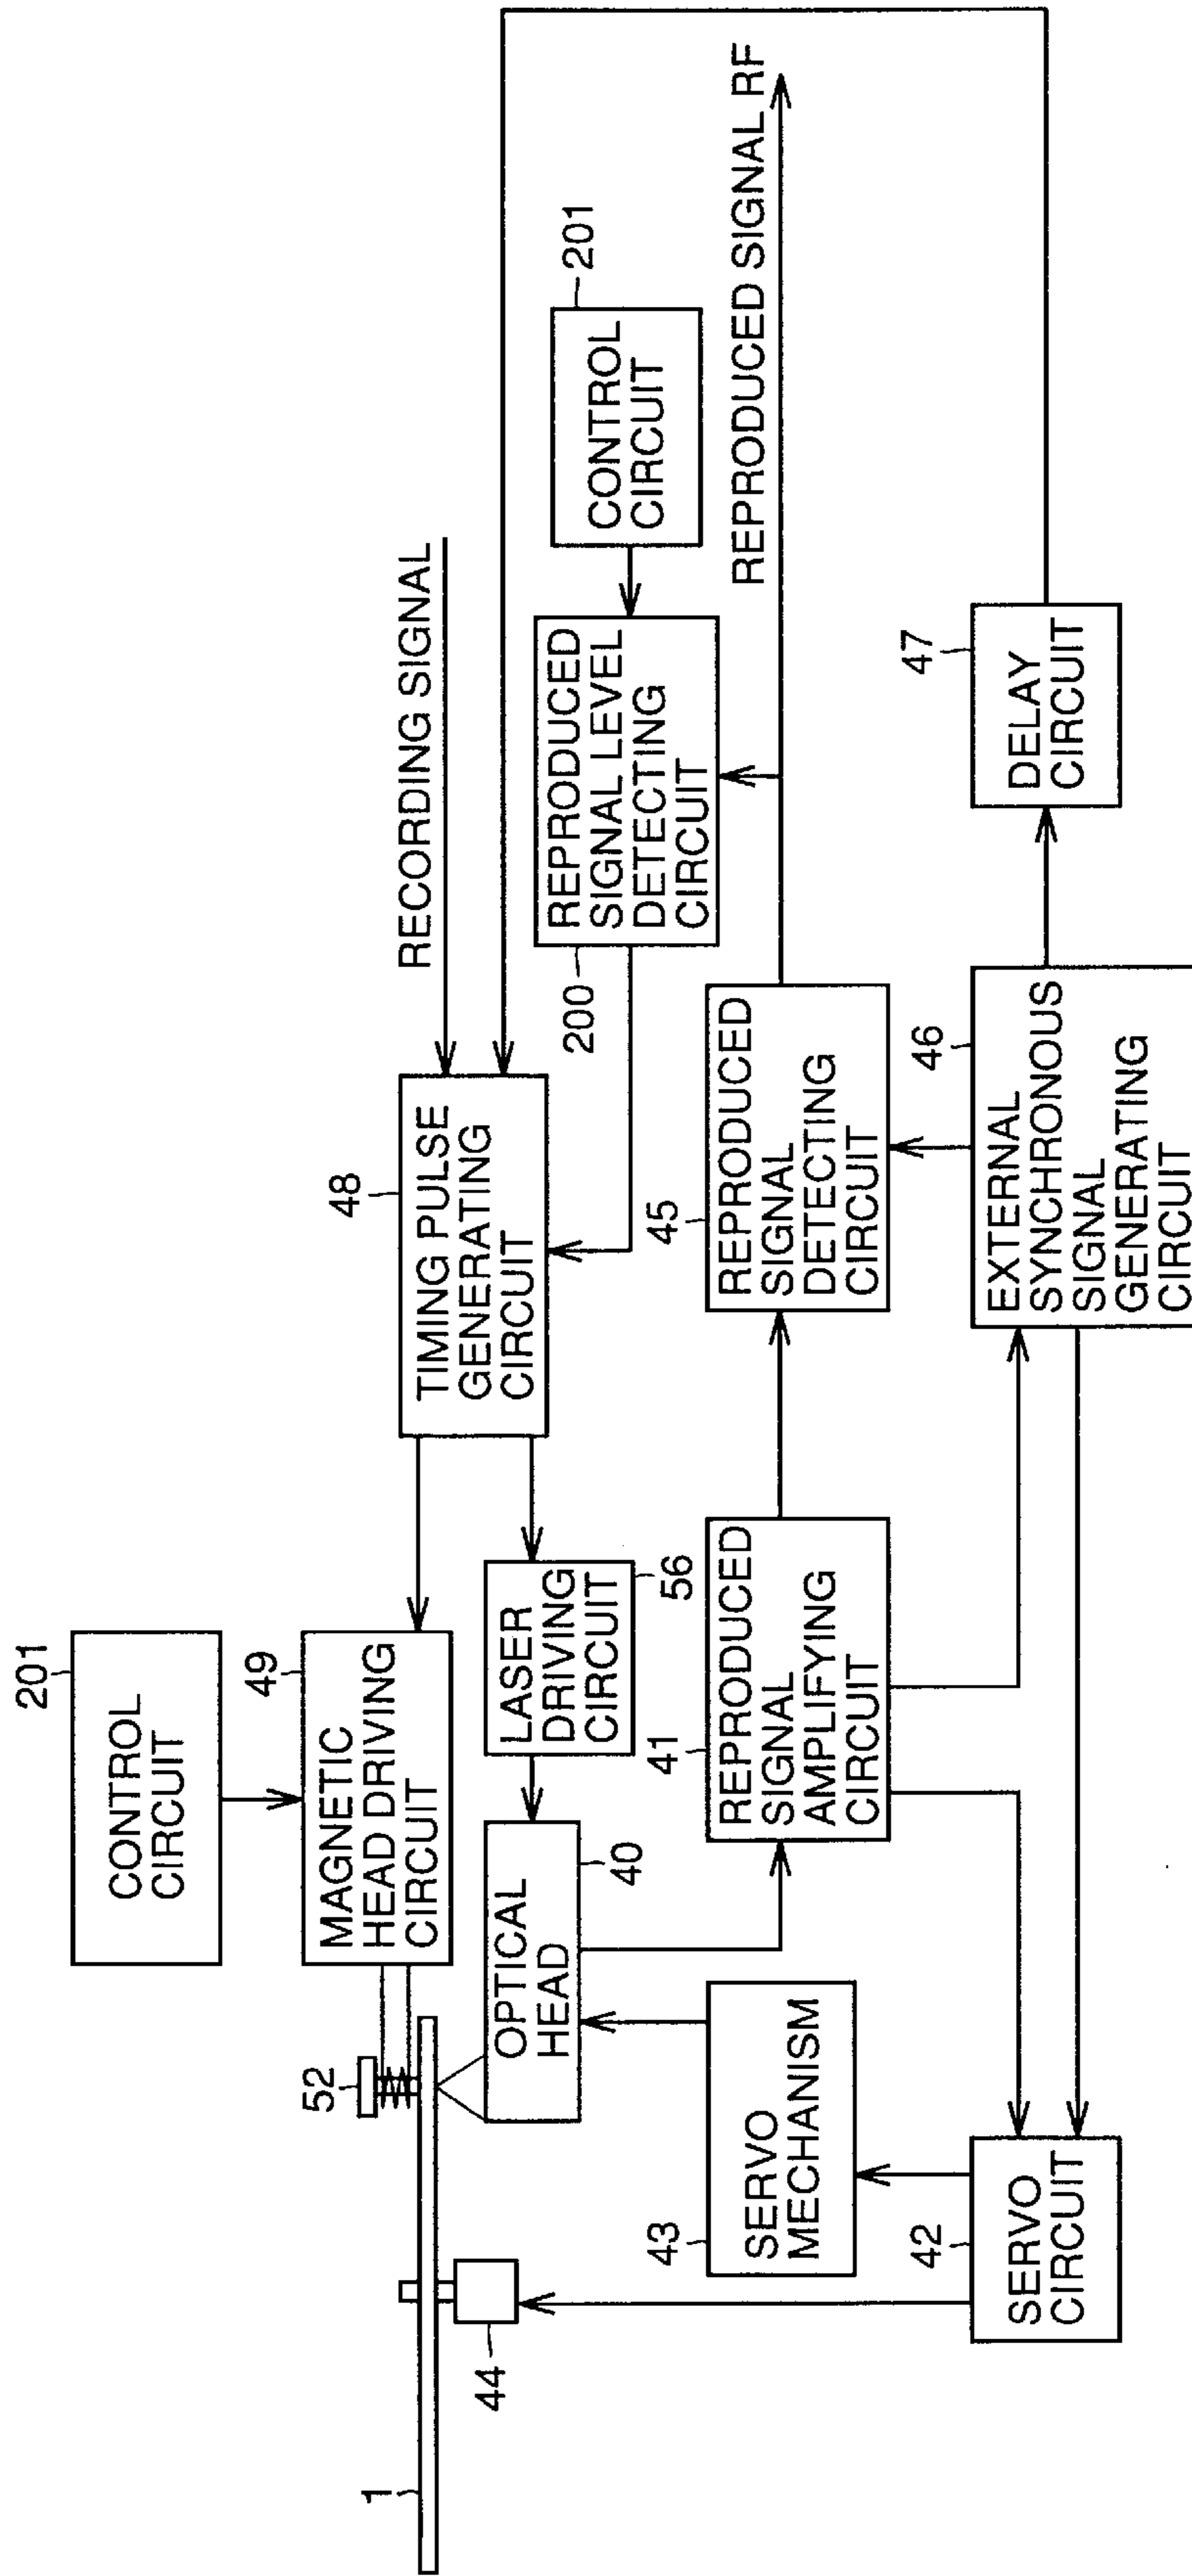 201
CONTROL
CIRCUIT
49
MAGNETIC
HEAD DRIVING
CIRCUIT
52
1
44
OPTICAL
HEAD
40
LASER
DRIVING
CIRCUIT
56
48
TIMING PULSE
GENERATING
CIRCUIT
RECORDING SIGNAL
200
REPRODUCED
SIGNAL LEVEL
DETECTING
CIRCUIT
201
CONTROL
CIRCUIT
REPRODUCED SIGNAL RF
43
SERVO
MECHANISM
41
REPRODUCED
SIGNAL
AMPLIFYING
CIRCUIT
45
REPRODUCED
SIGNAL
DETECTING
CIRCUIT
42
SERVO
CIRCUIT
46
EXTERNAL
SYNCHRONOUS
SIGNAL
GENERATING
CIRCUIT
47
DELAY
CIRCUIT